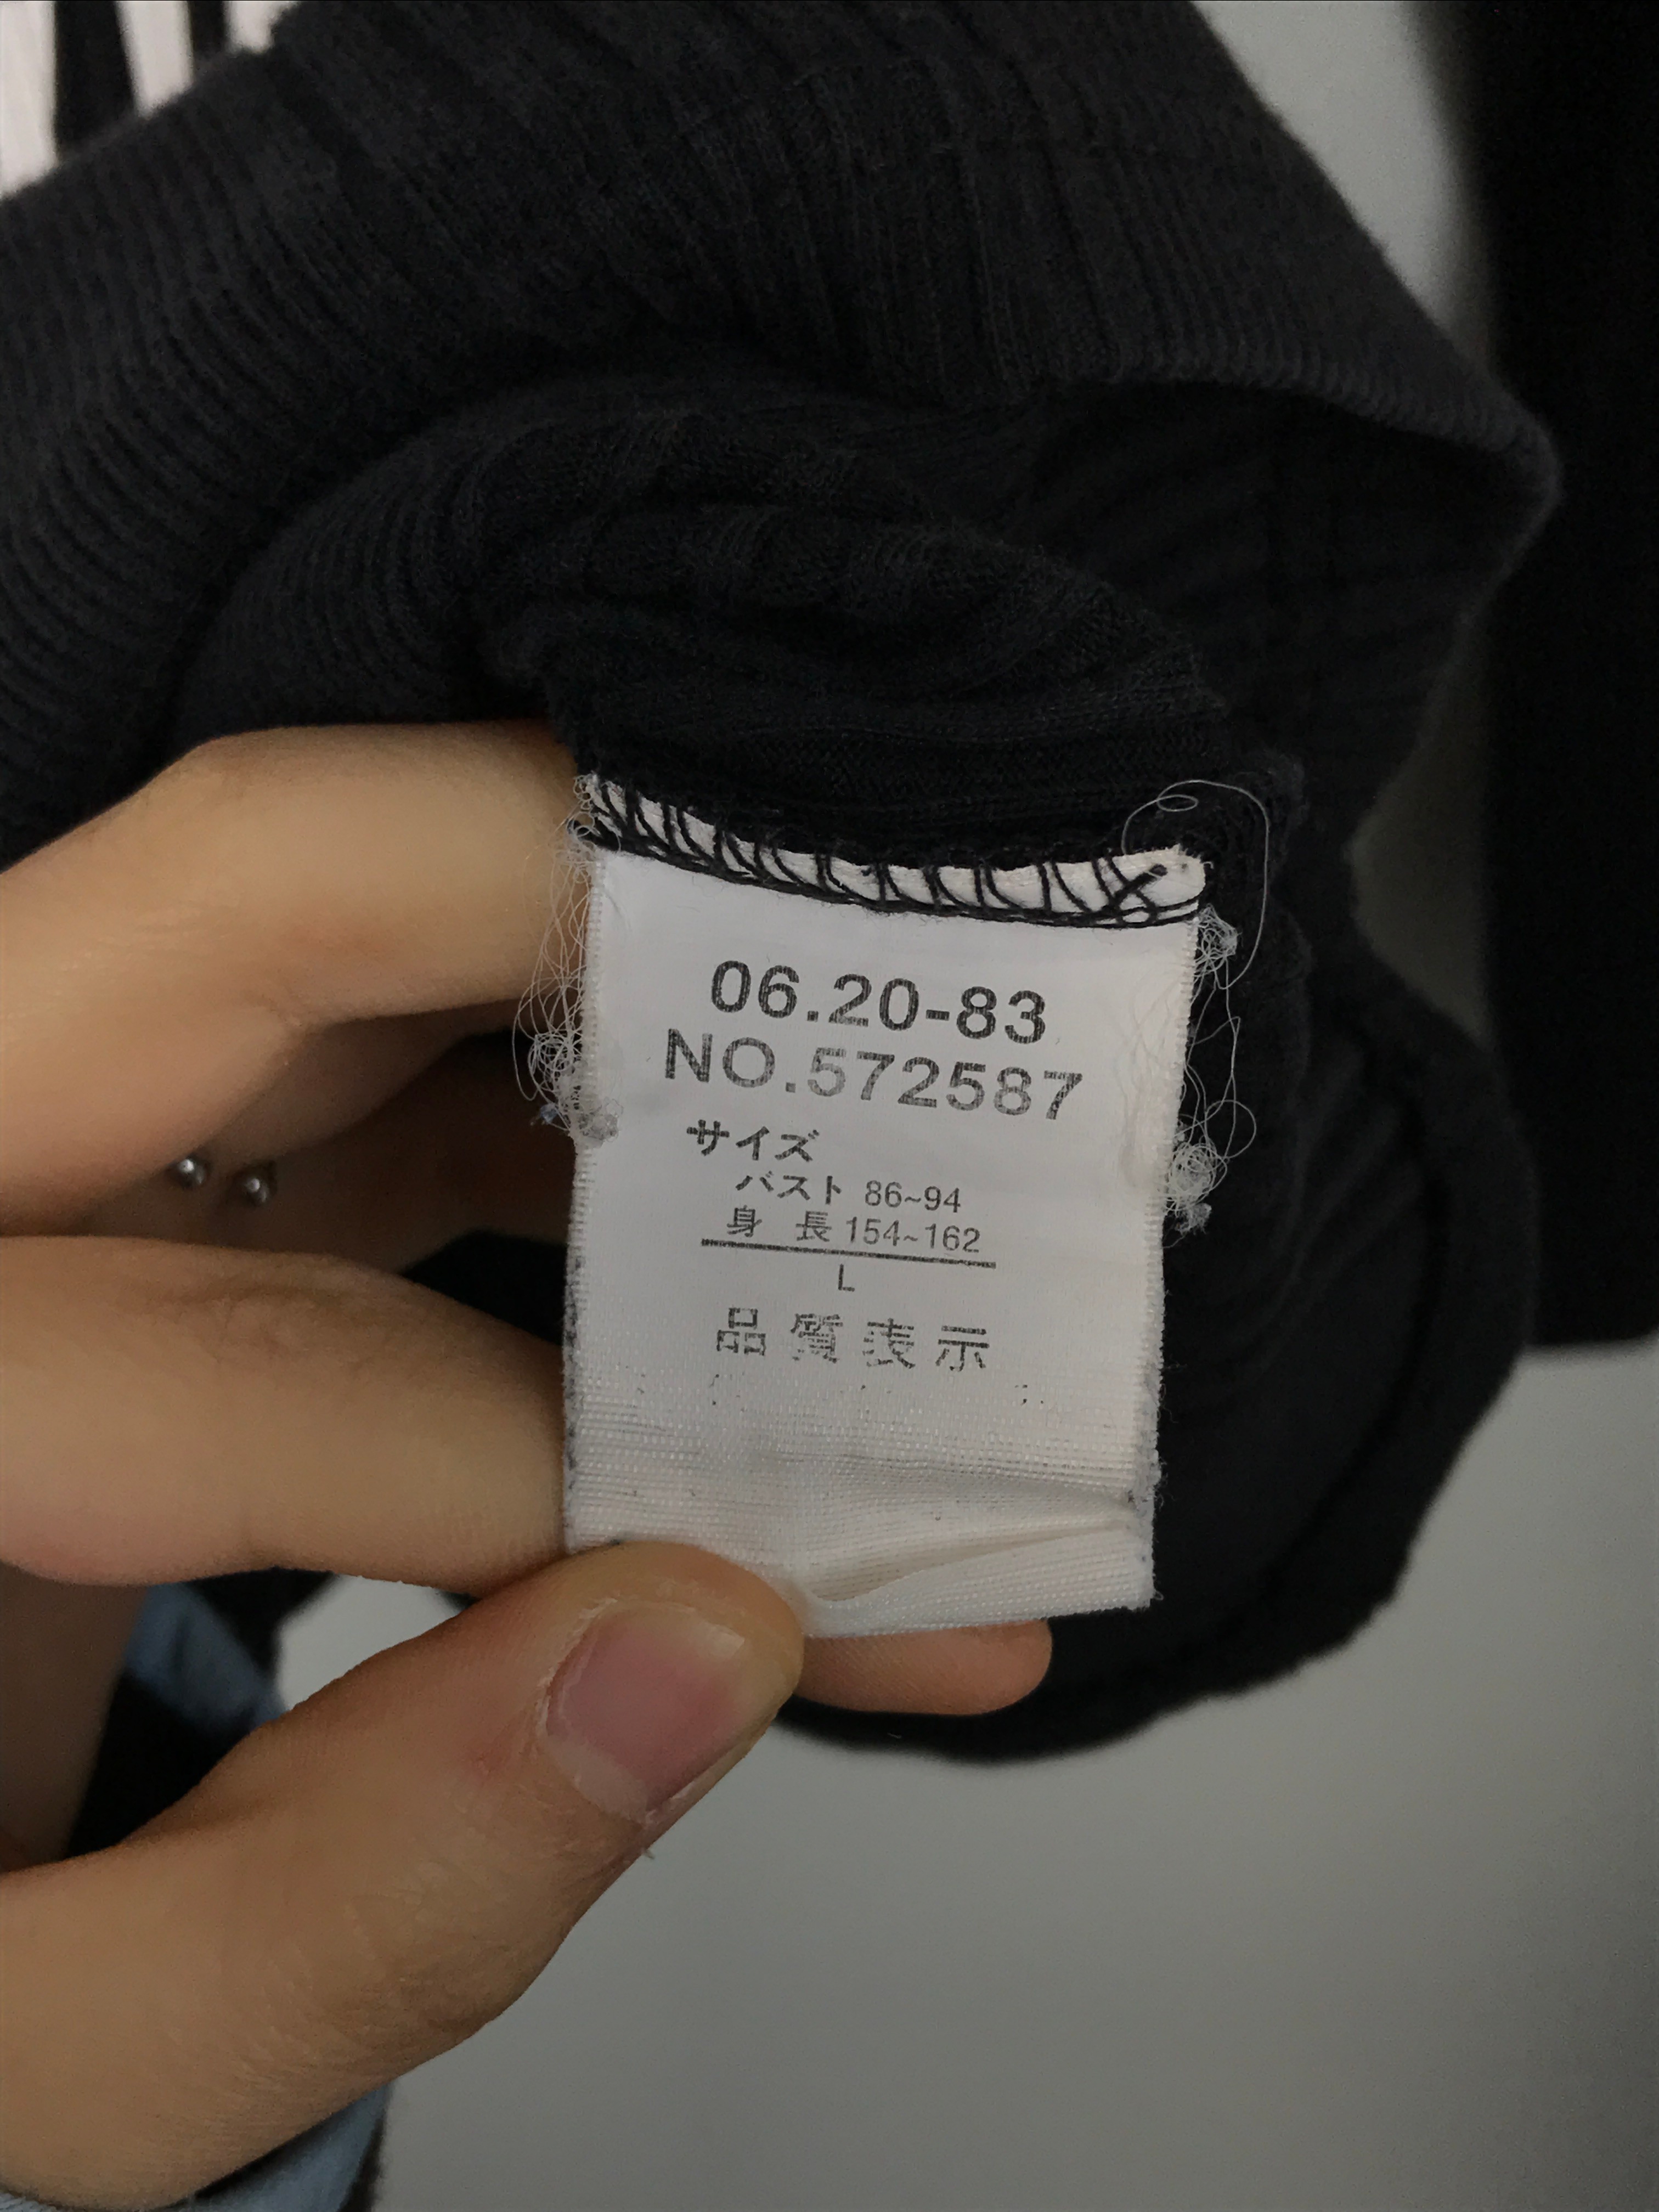 06.20-83
NO.572587
サイズ
バスト 86~94
身 長 154~162
L
品質表示